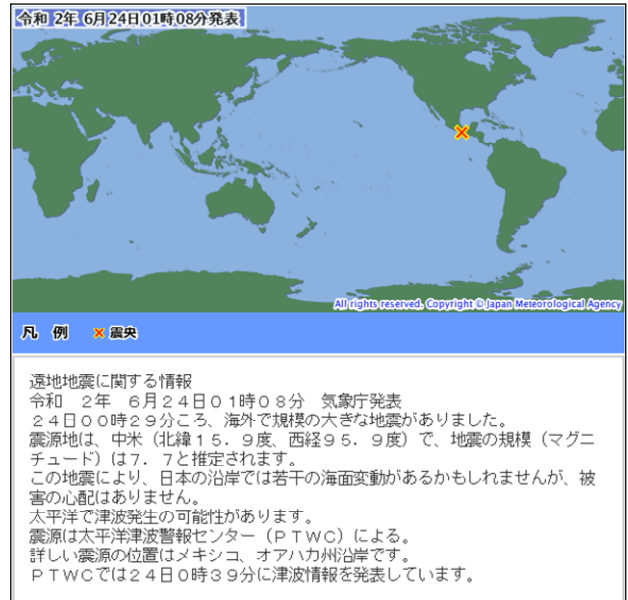 令和 2年 6月24日01時08分発表
All rights reserved. Copyright © Japan Meteorological Agency
凡 例 ×震央
遠地地震に関する情報
令和　２年　６月２４日０１時０８分　気象庁発表
２４日００時２９分ころ、海外で規模の大きな地震がありました。
震源地は、中米（北緯１５．９度、西経９５．９度）で、地震の規模（マグニ
チュード）は７．７と推定されます。
この地震により、日本の沿岸では若干の海面変動があるかもしれませんが、被
害の心配はありません。
太平洋で津波発生の可能性があります。
震源は太平洋津波警報センター（ＰＴＷＣ）による。
詳しい震源の位置はメキシコ、オアハカ州沿岸です。
ＰＴＷＣでは２４日０時３９分に津波情報を発表しています。